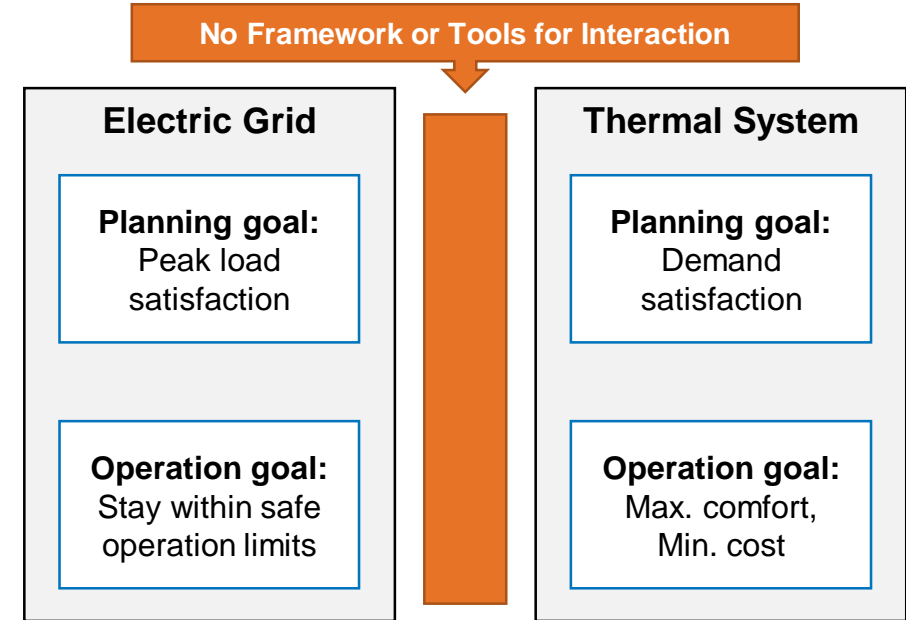 No Framework or Tools for Interaction
Electric Grid
Planning goal:
Peak load
satisfaction
Operation goal:
Stay within safe
operation limits
Thermal System
Planning goal:
Demand
satisfaction
Operation goal:
Max. comfort,
Min. cost